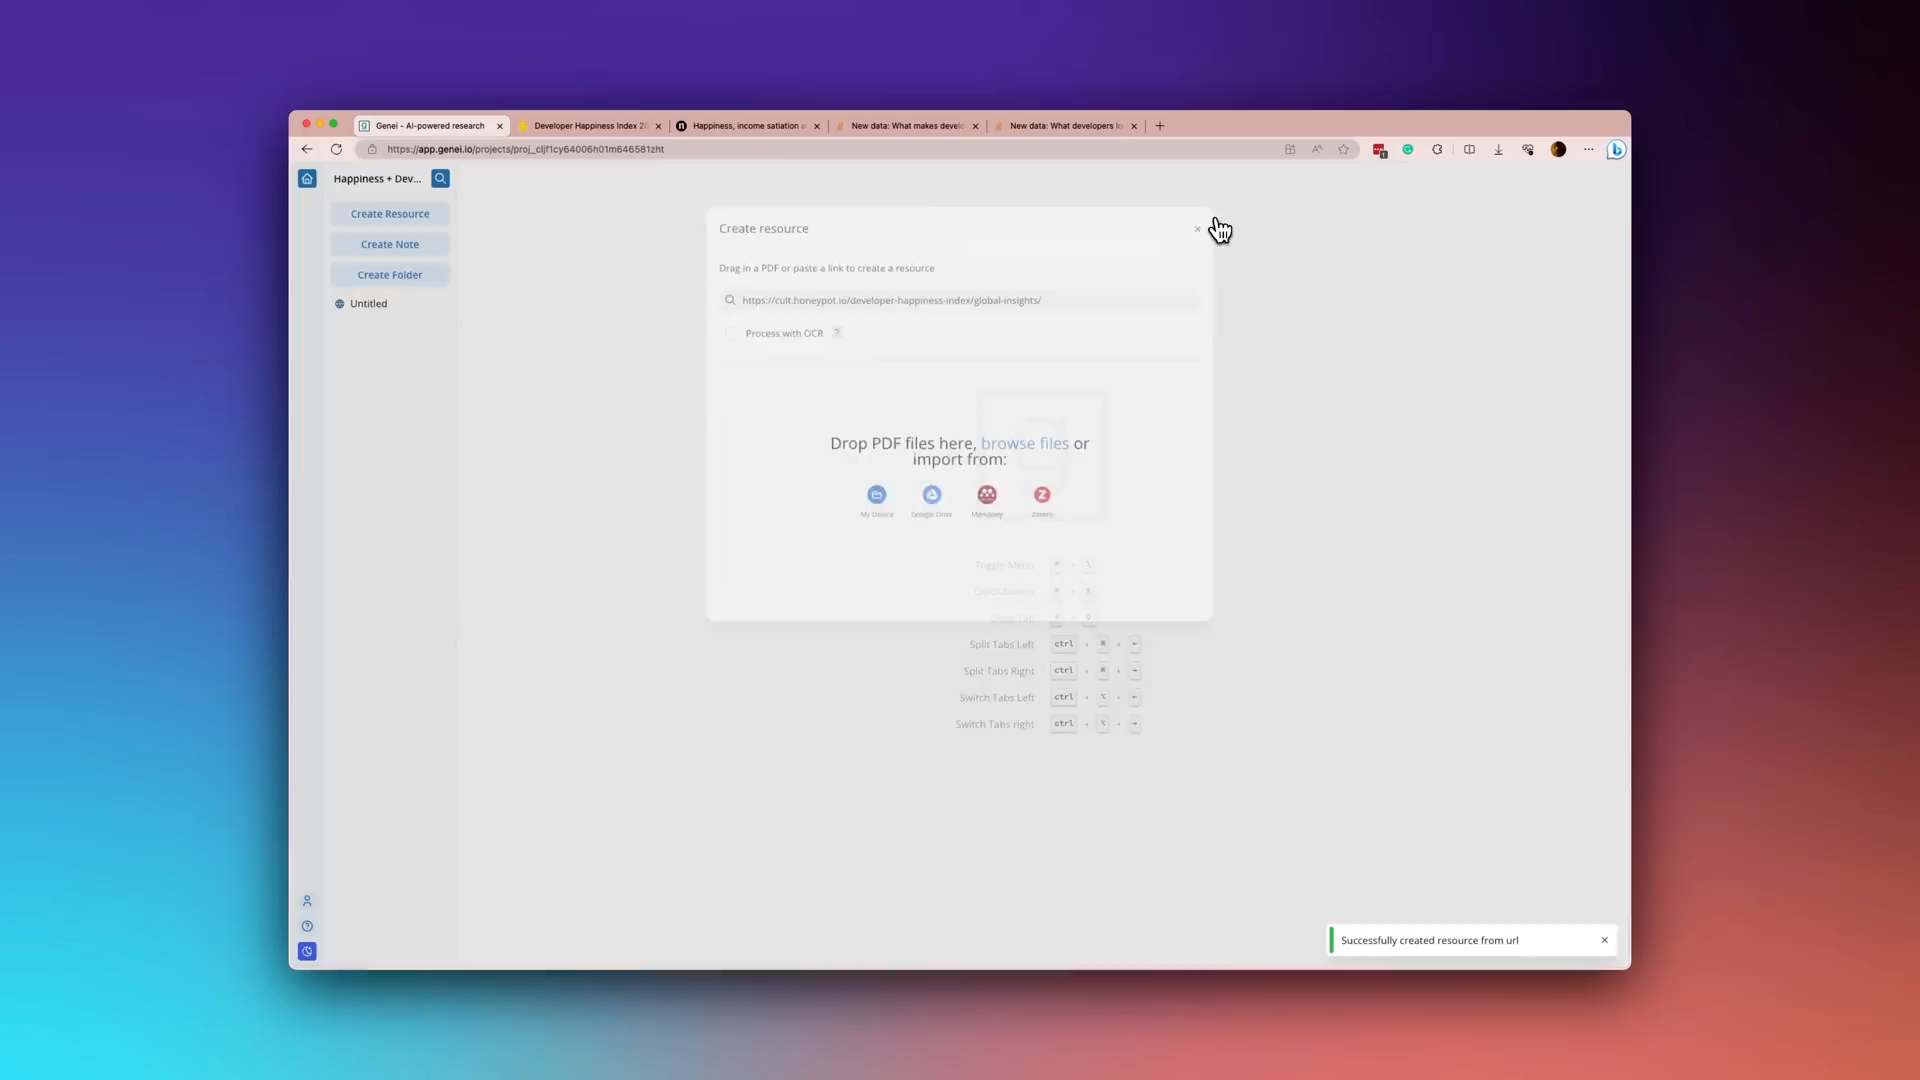 Genei - AI-powered research
Developer Happiness Index 20
Happiness, income satiation a
New data: What makes develo
New data: What developers lo
https://app.genei.io/projects/proj_cljf1cy64006h01m646581zht
Happiness + Dev...
Create Resource
Create Note
Create Folder
Untitled
Create resource
Drag in a PDF or paste a link to create a resource
https://cult.honeypot.io/developer-happiness-index/global-insights/
Process with OCR ?
Drop PDF files here, browse files or
import from:
My Device Google Drive Mendeley Zotero
Toggle Menu
Split Tabs Left ctrl + ⌘ + ←
Split Tabs Right ctrl + ⌘ + →
Switch Tabs Left ctrl + ⌥ + ←
Switch Tabs right ctrl + ⌥ + →
Successfully created resource from url